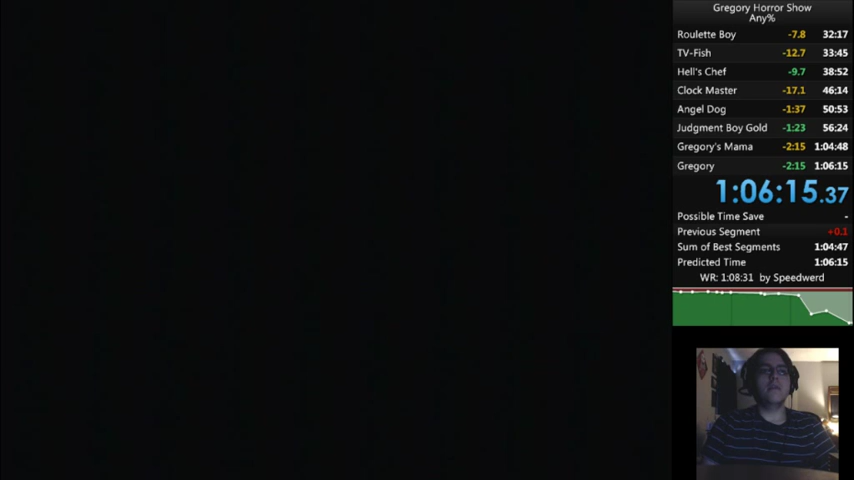 Gregory Horror Show
Any%
Roulette Boy -7.8 32:17
TV-Fish -12.7 33:45
Hell's Chef -9.7 38:52
Clock Master -17.1 46:14
Angel Dog -1:37 50:53
Judgment Boy Gold -1:23 56:24
Gregory's Mama -2:15 1:04:48
Gregory -2:15 1:06:15
1:06:15.37
Possible Time Save -
Previous Segment +0.1
Sum of Best Segments 1:04:47
Predicted Time 1:06:15
WR: 1:08:31 by Speedwerd